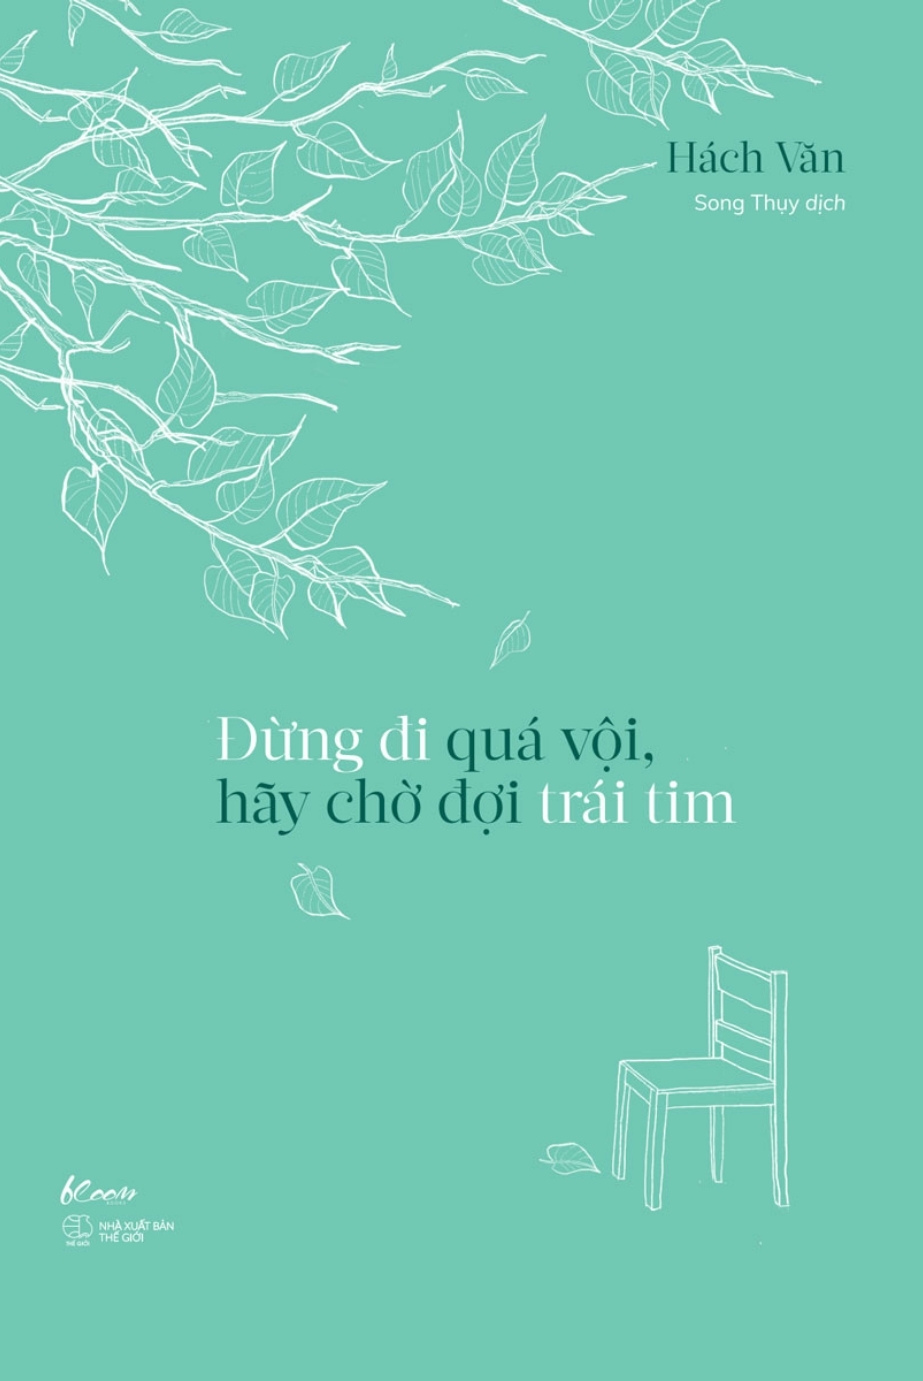 Hách Văn
Song Thụy dịch
Đừng đi quá vội,
hãy chờ đợi trái tim
bloom
BOOKS
NHÀ XUẤT BẢN
THẾ GIỚI
THẾ GIỚI